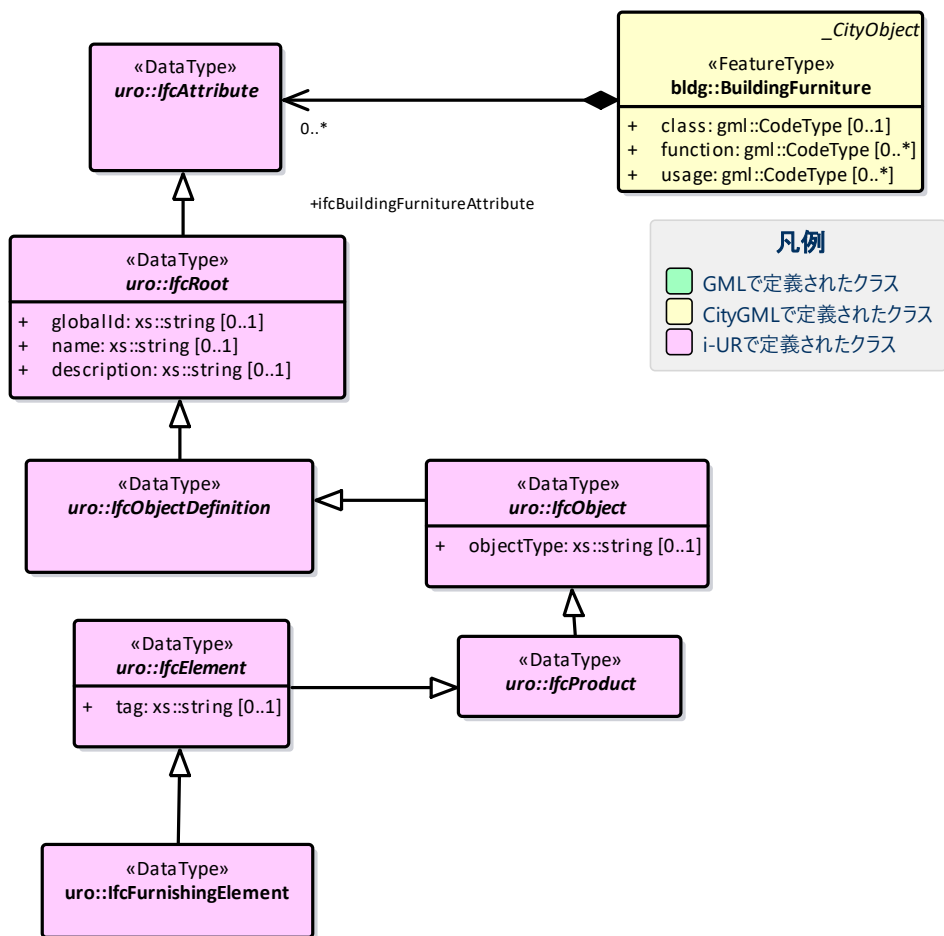 «DataType»
uro::IfcAttribute
_CityObject
«FeatureType»
bldg::BuildingFurniture
+ class: gml::CodeType [0..1]
+ function: gml::CodeType [0..*]
+ usage: gml::CodeType [0..*]
0..*
+ifcBuildingFurnitureAttribute
«DataType»
uro::IfcRoot
+ globalId: xs::string [0..1]
+ name: xs::string [0..1]
+ description: xs::string [0..1]
凡例
GMLで定義されたクラス
CityGMLで定義されたクラス
i-URで定義されたクラス
«DataType»
uro::IfcObjectDefinition
«DataType»
uro::IfcObject
+ objectType: xs::string [0..1]
«DataType»
uro::IfcElement
+ tag: xs::string [0..1]
«DataType»
uro::IfcProduct
«DataType»
uro::IfcFurnishingElement